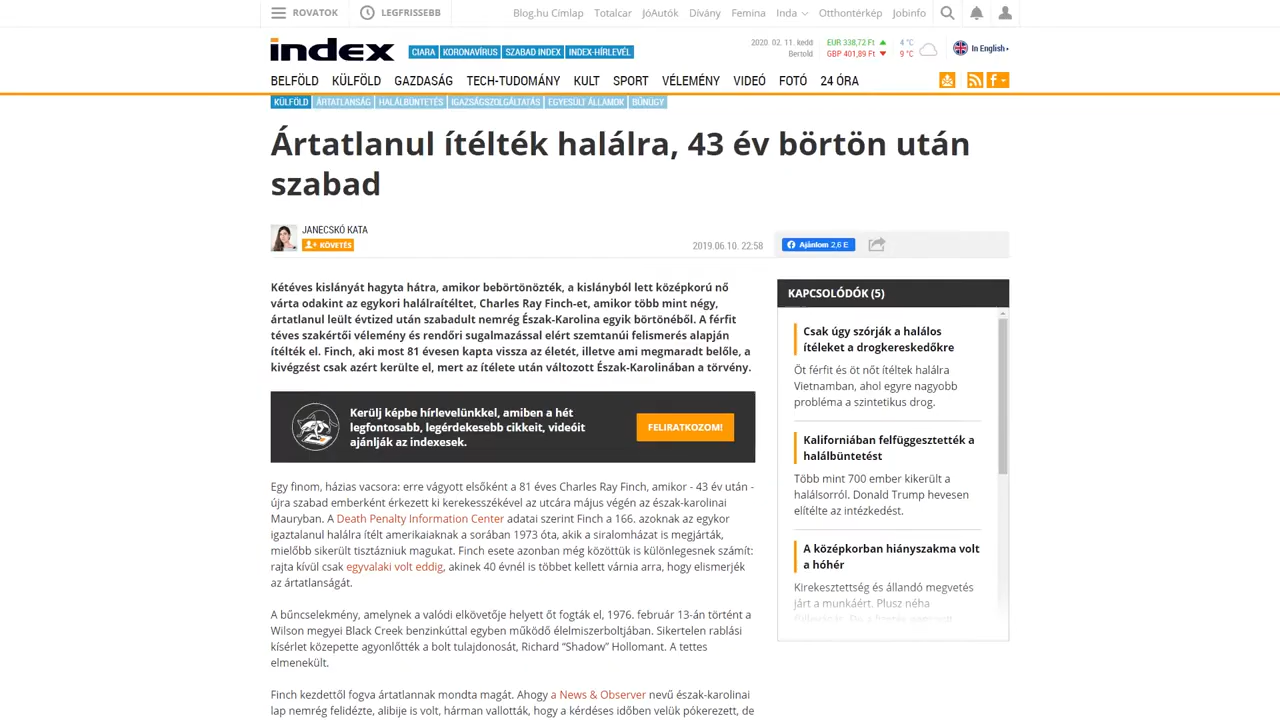 ROVATOK
LEGFRISSEBB
Blog.hu Címlap Totalcar JóAutók Dívány Femina Inda Otthontérkép Jobinfo
index
CIARA KORONAVÍRUS SZABAD INDEX INDEX-HÍRLEVÉL
2020. 02. 11. kedd
Bertold
EUR 338,72 Ft
GBP 401,89 Ft
4 °C
9 °C
In English
BELFÖLD KÜLFÖLD GAZDASÁG TECH-TUDOMÁNY KULT SPORT VÉLEMÉNY VIDEÓ FOTÓ 24 ÓRA
KÜLFÖLD ÁRTATLANSÁG HALÁLBÜNTETÉS IGAZSÁGSZOLGÁLTATÁS EGYESÜLT ÁLLAMOK BŰNÜGY
Ártatlanul ítélték halálra, 43 év börtön után
szabad
JANECSKÓ KATA
KÖVETÉS
2019.06.10. 22:58
Ajánlom 2,6 E
Kétéves kislányát hagyta hátra, amikor bebörtönözték, a kislányból lett középkorú nő
várta odakint az egykori halálraítéltet, Charles Ray Finch-et, amikor több mint négy,
ártatlanul leült évtized után szabadult nemrég Észak-Karolina egyik börtönéből. A férfit
téves szakértői vélemény és rendőri sugalmazással elért szemtanúi felismerés alapján
ítélték el. Finch, aki most 81 évesen kapta vissza az életét, illetve ami megmaradt belőle, a
kivégzést csak azért kerülte el, mert az ítélete után változott Észak-Karolinában a törvény.
Kerülj képbe hírlevelünkkel, amiben a hét
legfontosabb, legérdekesebb cikkeit, videóit
ajánlják az indexesek.
FELIRATKOZOM!
Egy finom, házias vacsora: erre vágyott elsőként a 81 éves Charles Ray Finch, amikor - 43 év után -
újra szabad emberként érkezett ki kerekesszékével az utcára május végén az észak-karolinai
Mauryban. A Death Penalty Information Center adatai szerint Finch a 166. azoknak az egykor
igaztalanul halálra ítélt amerikaiaknak a sorában 1973 óta, akik a siralomházat is megjárták,
mielőbb sikerült tisztázniuk magukat. Finch esete azonban még közöttük is különlegesnek számít:
rajta kívül csak egyvalaki volt eddig, akinek 40 évnél is többet kellett várnia arra, hogy elismerjék
az ártatlanságát.
A bűncselekmény, amelynek a valódi elkövetője helyett őt fogták el, 1976. február 13-án történt a
Wilson megyei Black Creek benzinkúttal egyben működő élelmiszerboltjában. Sikertelen rablási
kísérlet közepette agyonlőtték a bolt tulajdonosát, Richard “Shadow” Hollomant. A tettes
elmenekült.
Finch kezdettől fogva ártatlannak mondta magát. Ahogy a News & Observer nevű észak-karolinai
lap nemrég felidézte, alibije is volt, hárman vallották, hogy a kérdéses időben velük pókerezett, de
KAPCSOLÓDÓK (5)
Csak úgy szórják a halálos
ítéleteket a drogkereskedőkre
Öt férfit és öt nőt ítéltek halálra
Vietnamban, ahol egyre nagyobb
probléma a szintetikus drog.
Kaliforniában felfüggesztették a
halálbüntetést
Több mint 700 ember kikerült a
halálsorról. Donald Trump hevesen
elítélte az intézkedést.
A középkorban hiányszakma volt
a hóhér
Kirekesztettség és állandó megvetés
járt a munkáért. Plusz néha